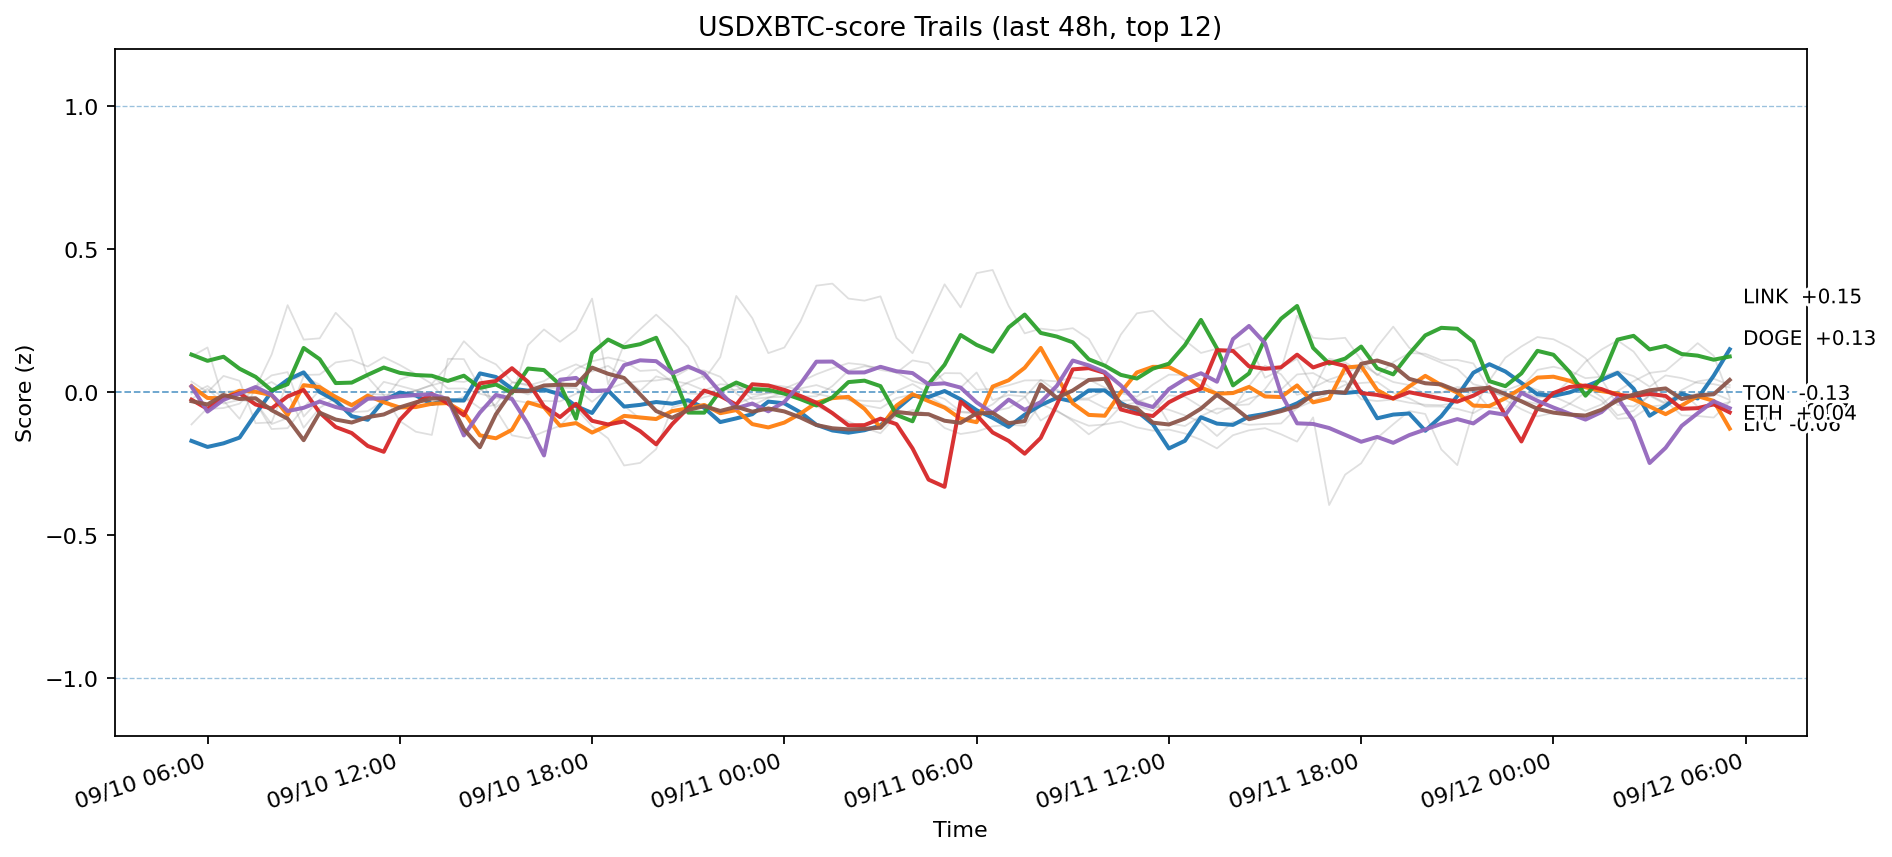 USDXBTC-score Trails (last 48h, top 12)
Score (z)
1.0
0.5
0.0
−0.5
−1.0
LINK +0.15
DOGE +0.13
TON -0.13
ETH +0.04
LTC -0.06
09/10 06:00
09/10 12:00
09/10 18:00
09/11 00:00
09/11 06:00
09/11 12:00
09/11 18:00
09/12 00:00
09/12 06:00
Time